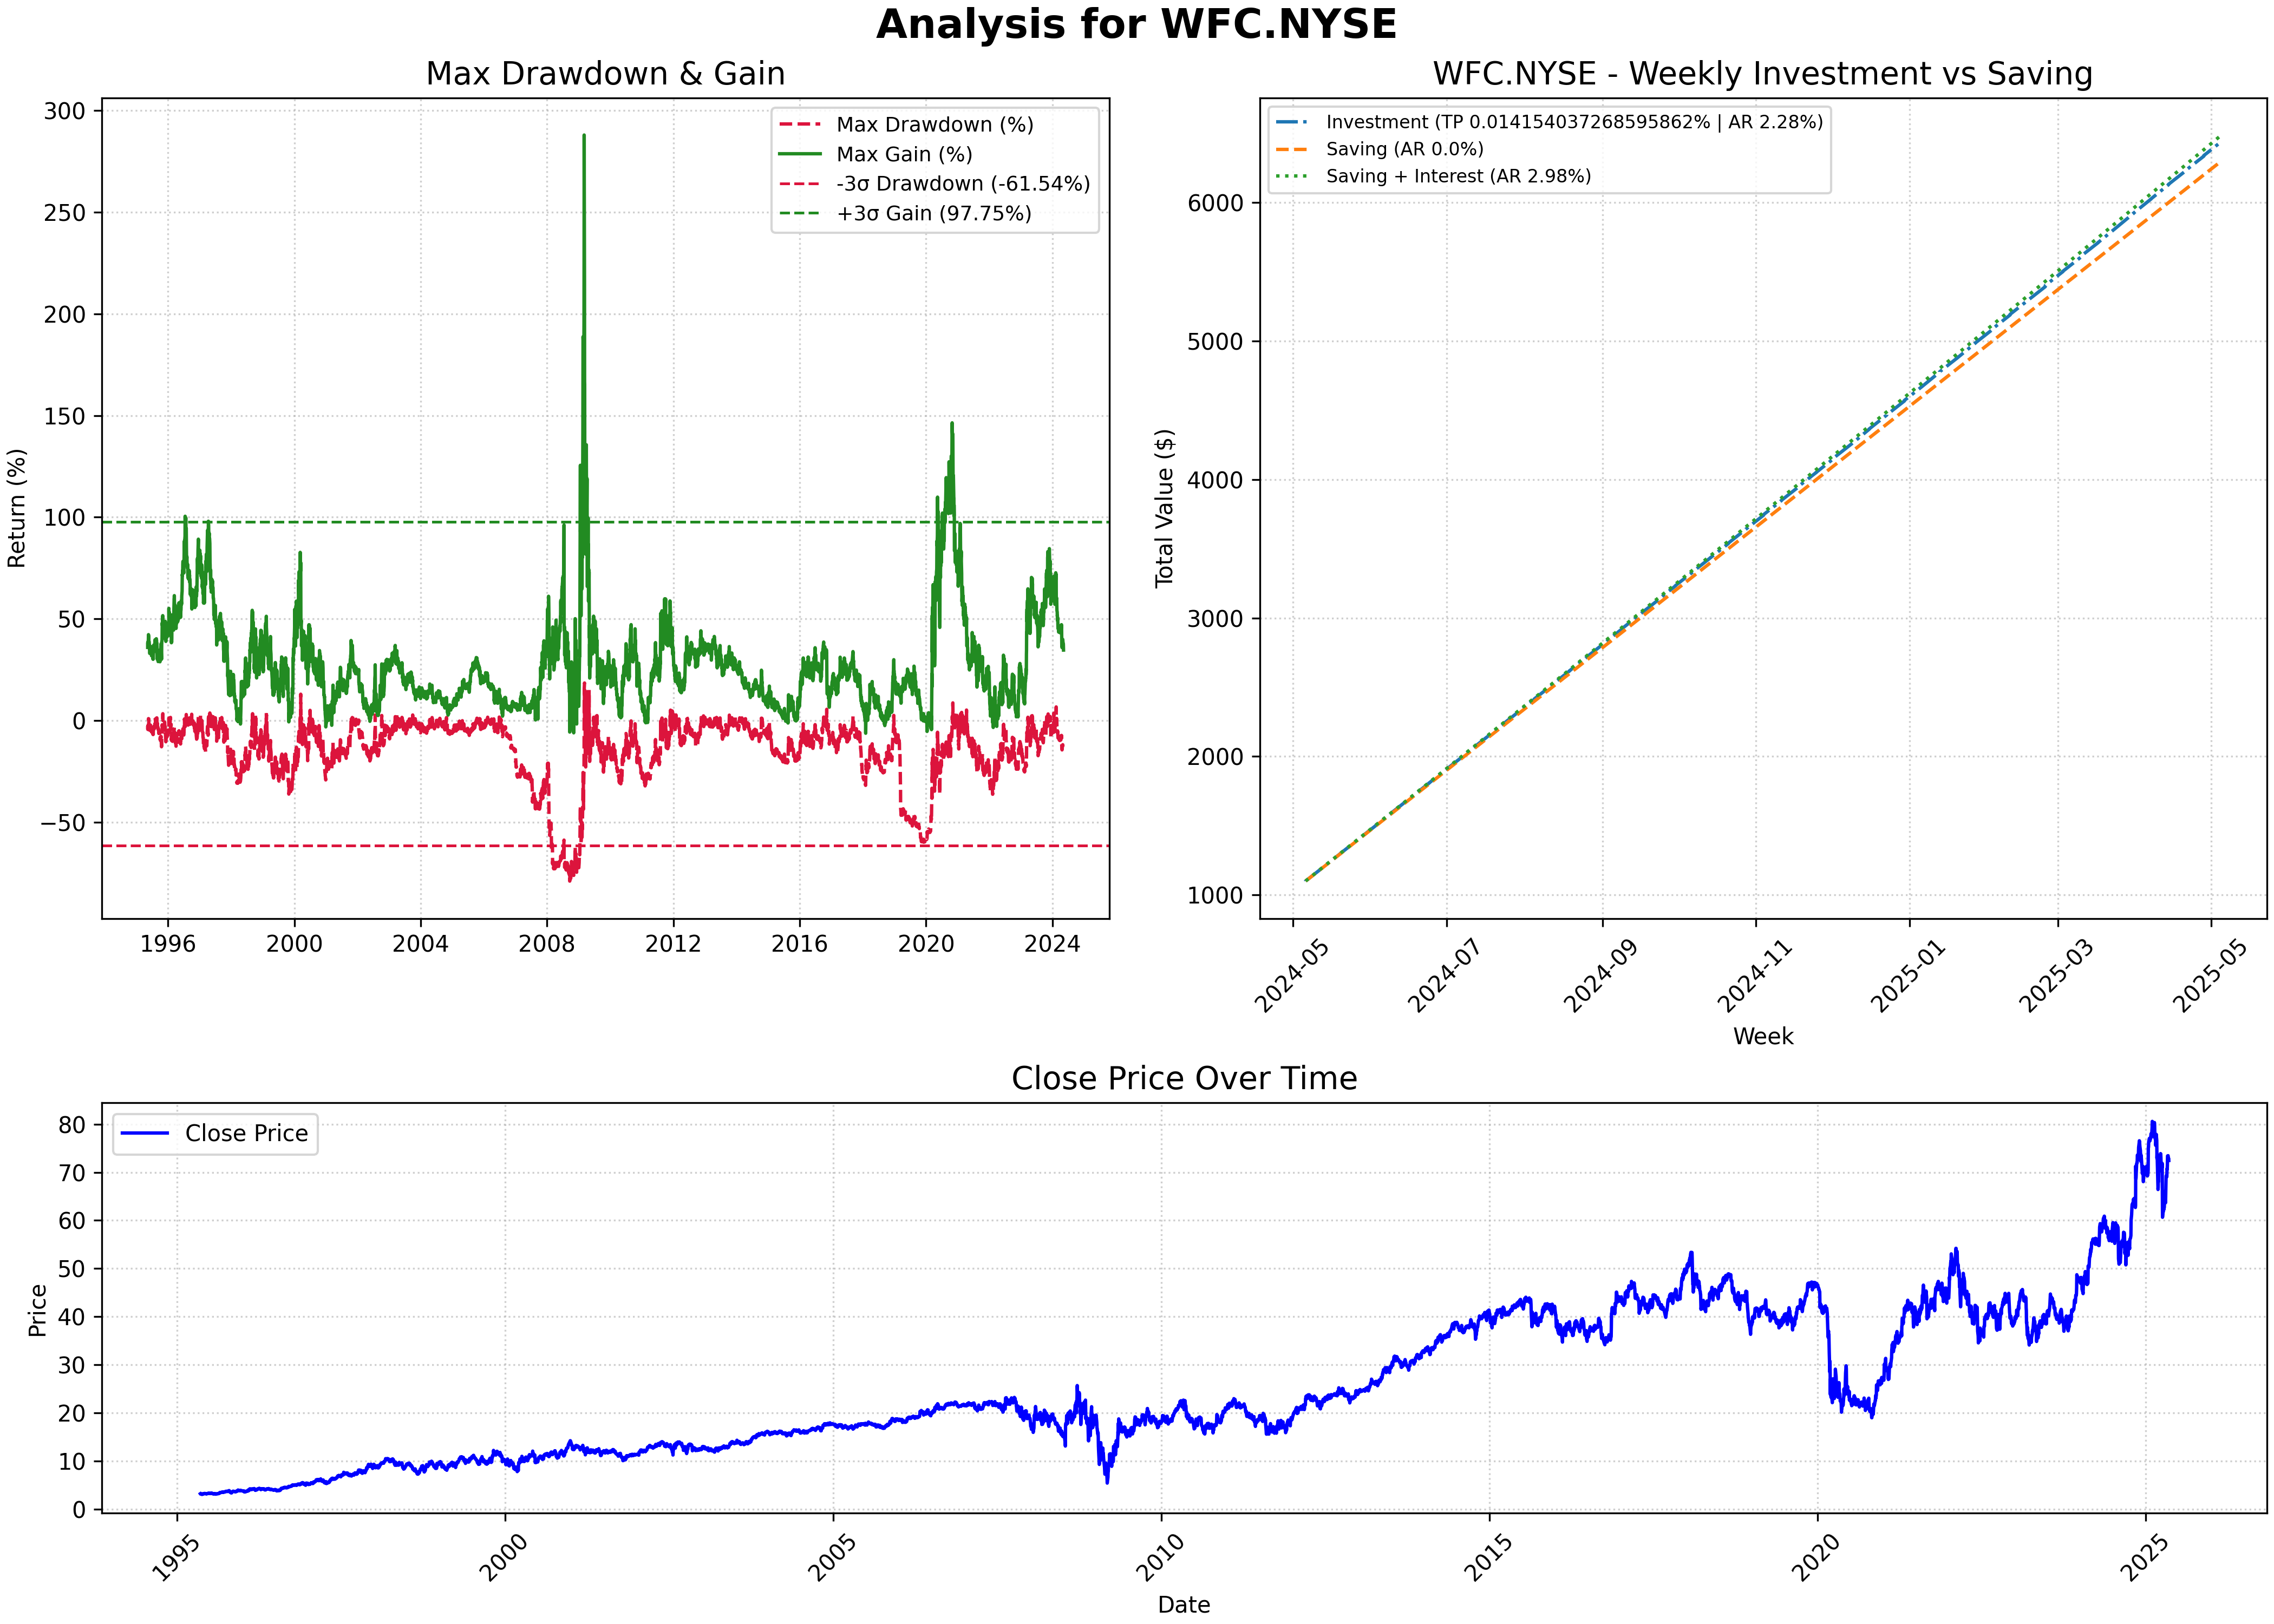 Analysis for WFC.NYSE
Max Drawdown & Gain
300
250
200
150
100
50
0
−50
Return (%)
Max Drawdown (%)
Max Gain (%)
-3σ Drawdown (-61.54%)
+3σ Gain (97.75%)
1996
2000
2004
2008
2012
2016
2020
2024
WFC.NYSE - Weekly Investment vs Saving
Investment (TP 0.014154037268595862% | AR 2.28%)
Saving (AR 0.0%)
Saving + Interest (AR 2.98%)
6000
5000
4000
3000
2000
1000
Total Value ($)
2024-05
2024-07
2024-09
2024-11
2025-01
2025-03
2025-05
Week
Close Price Over Time
Close Price
80
70
60
50
40
30
20
10
0
Price
1995
2000
2005
2010
2015
2020
2025
Date